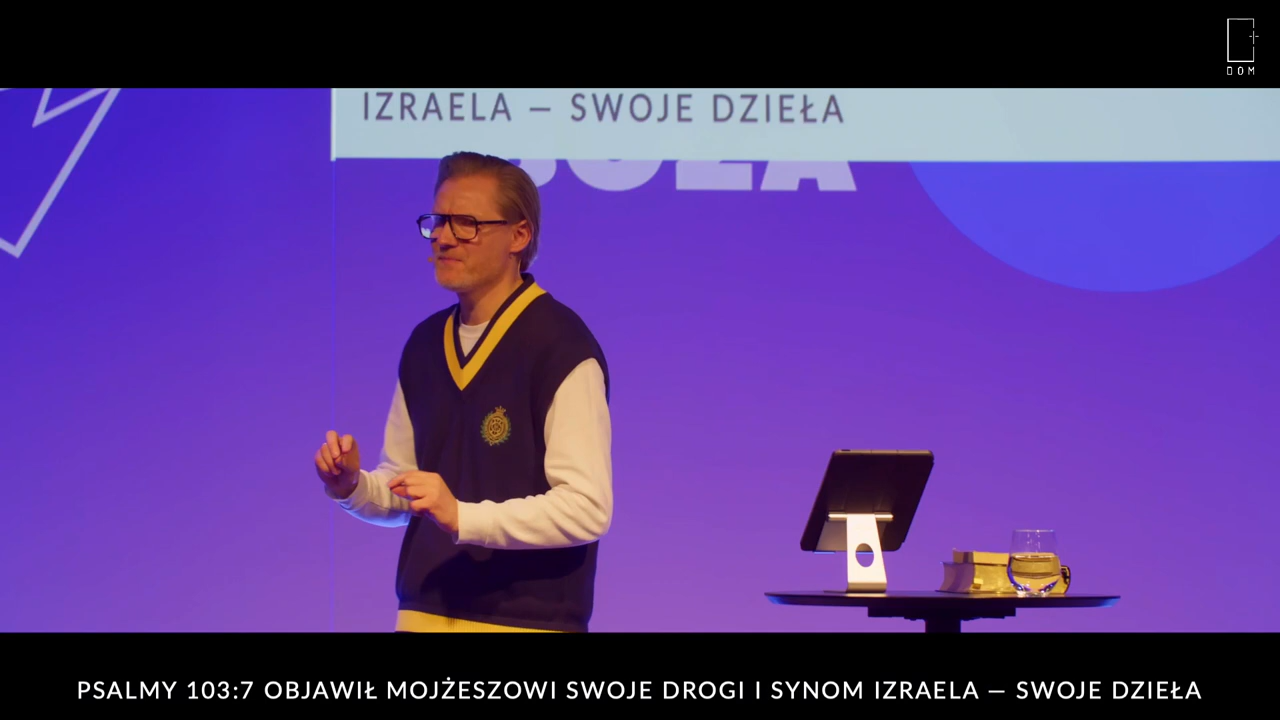 DOM
IZRAELA – SWOJE DZIEŁA
PSALMY 103:7 OBJAWIŁ MOJŻESZOWI SWOJE DROGI I SYNOM IZRAELA – SWOJE DZIEŁA